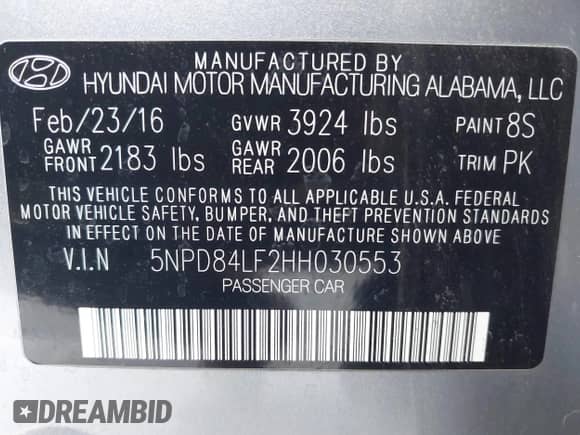 MANUFACTURED BY
HYUNDAI MOTOR MANUFACTURING ALABAMA, LLC
Feb/23/16 GVWR 3924 lbs PAINT 8S
GAWR FRONT 2183 lbs GAWR REAR 2006 lbs TRIM PK
THIS VEHICLE CONFORMS TO ALL APPLICABLE U.S.A. FEDERAL
MOTOR VEHICLE SAFETY, BUMPER, AND THEFT PREVENTION STANDARDS
IN EFFECT ON THE DATE OF MANUFACTURE SHOWN ABOVE.
V.I.N 5NPD84LF2HH030553
PASSENGER CAR
DREAMBID